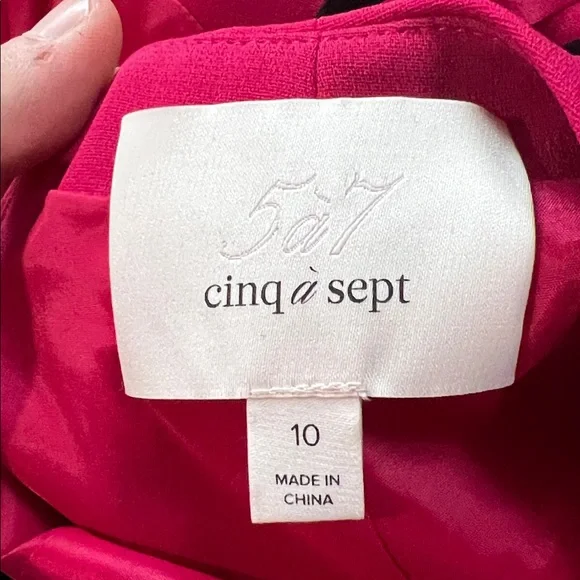 5à7
cinq à sept
10
MADE IN
CHINA